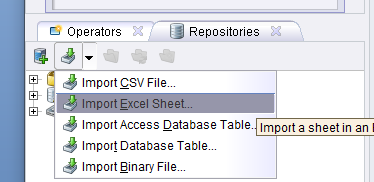 Operators Repositories
Import CSV File...
Import Excel Sheet...
Import Access Database Table...
Import a sheet in an
Import Database Table...
Import Binary File...